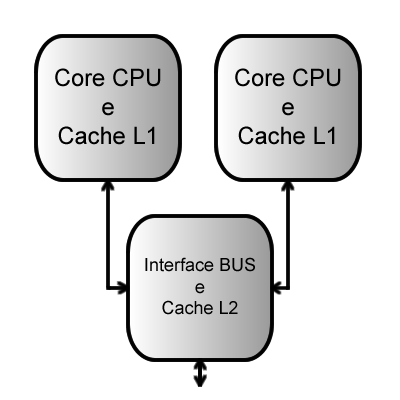 Core CPU
e
Cache L1
Core CPU
e
Cache L1
Interface BUS
e
Cache L2